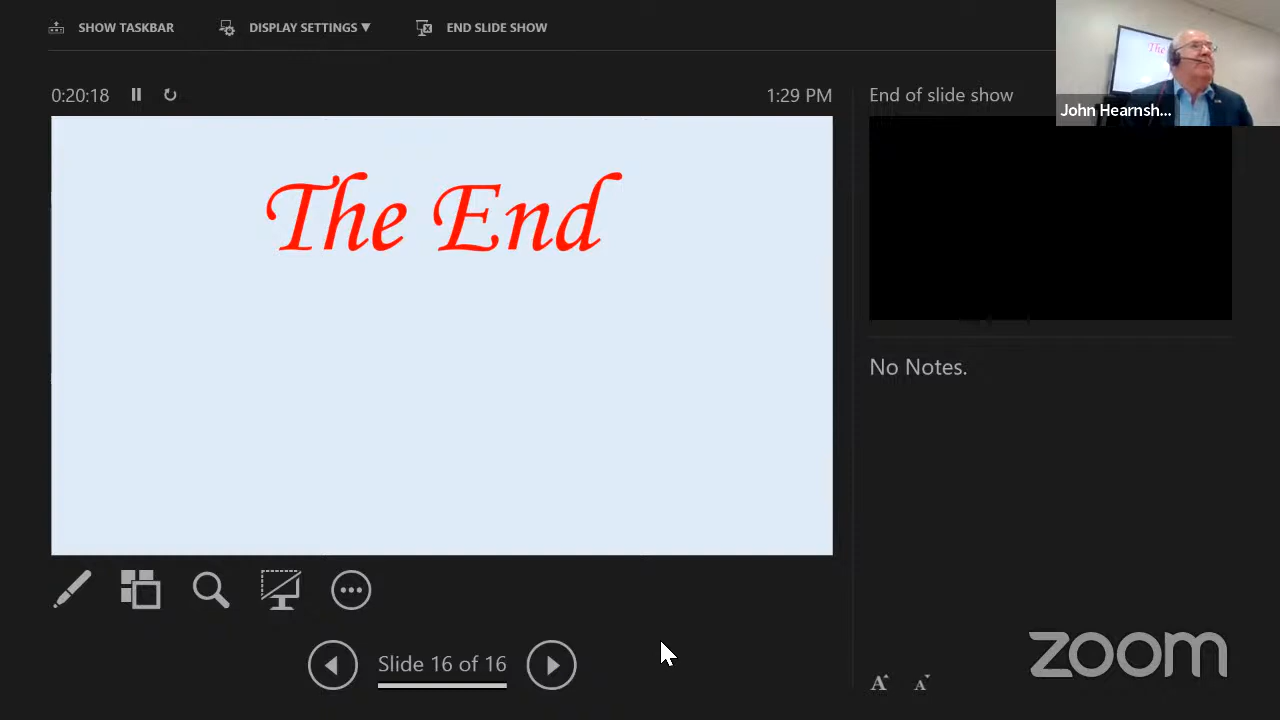 SHOW TASKBAR
DISPLAY SETTINGS ▼
END SLIDE SHOW
0:20:18
1:29 PM
End of slide show
The
John Hearnsh...
The End
No Notes.
Slide 16 of 16
zoom
A
A